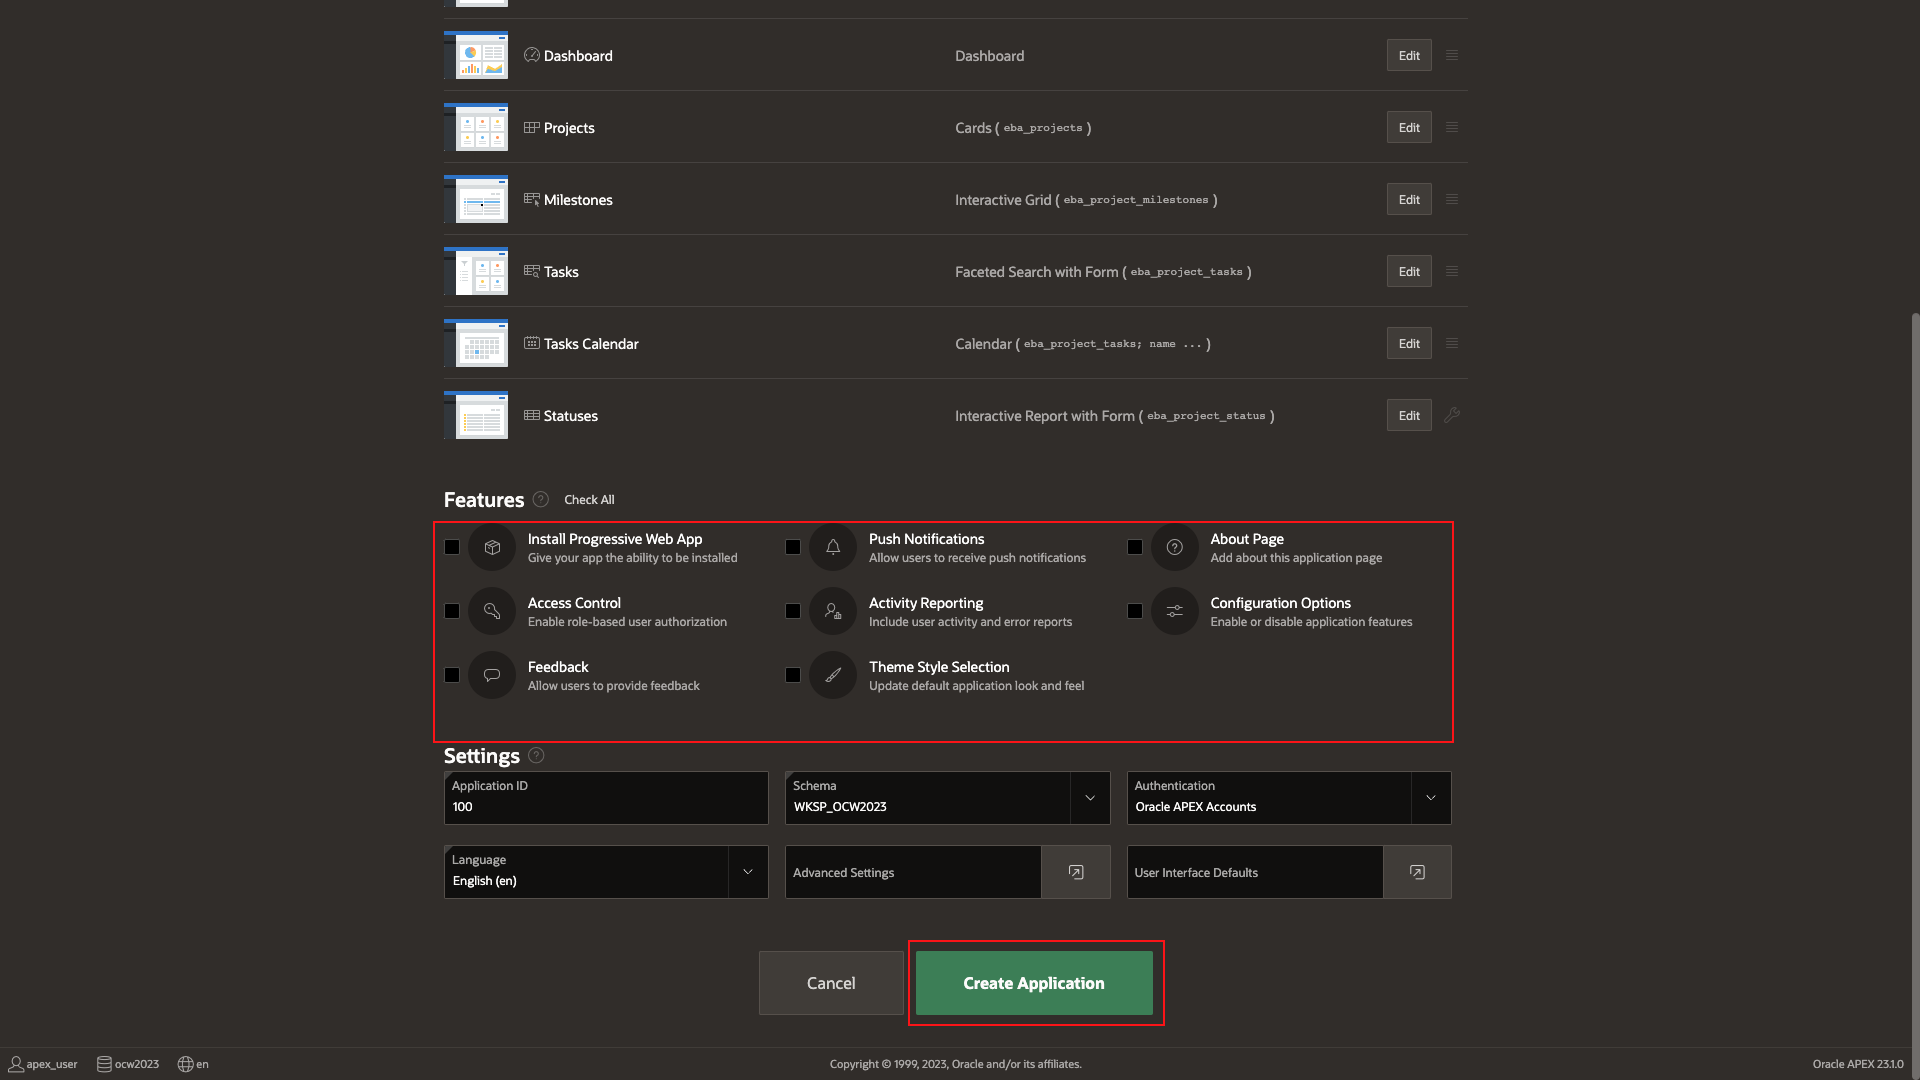 Dashboard Dashboard Edit
Projects Cards ( eba_projects ) Edit
Milestones Interactive Grid ( eba_project_milestones ) Edit
Tasks Faceted Search with Form ( eba_project_tasks ) Edit
Tasks Calendar Calendar ( eba_project_tasks; name ... ) Edit
Statuses Interactive Report with Form ( eba_project_status ) Edit
Features ? Check All
Install Progressive Web App Push Notifications About Page
Give your app the ability to be installed Allow users to receive push notifications Add about this application page
Access Control Activity Reporting Configuration Options
Enable role-based user authorization Include user activity and error reports Enable or disable application features
Feedback Theme Style Selection
Allow users to provide feedback Update default application look and feel
Settings ?
Application ID Schema Authentication
100 WKSP_OCW2023 Oracle APEX Accounts
Language
English (en) Advanced Settings User Interface Defaults
Cancel Create Application
apex_user ocw2023 en Copyright © 1999, 2023, Oracle and/or its affiliates. Oracle APEX 23.1.0